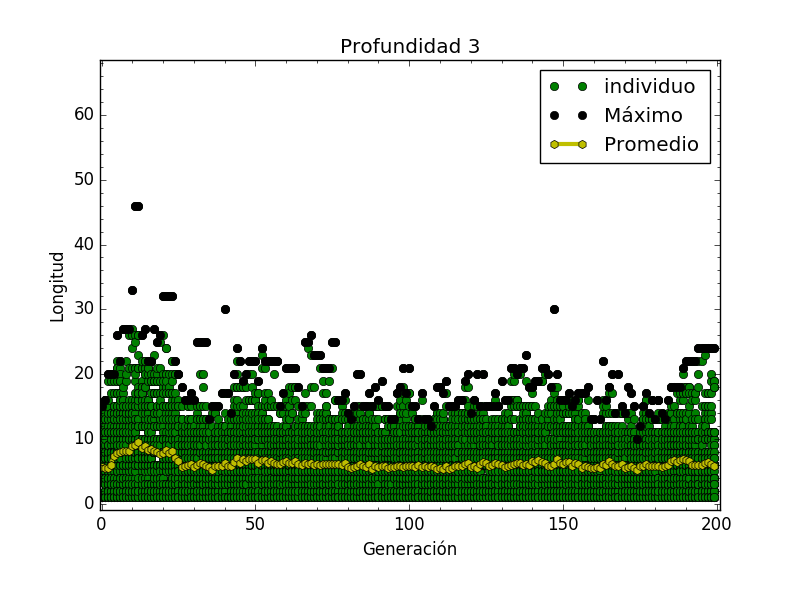 Profundidad 3
individuo
Máximo
Promedio
Longitud
60
50
40
30
20
10
0
0 50 100 150 200
Generación